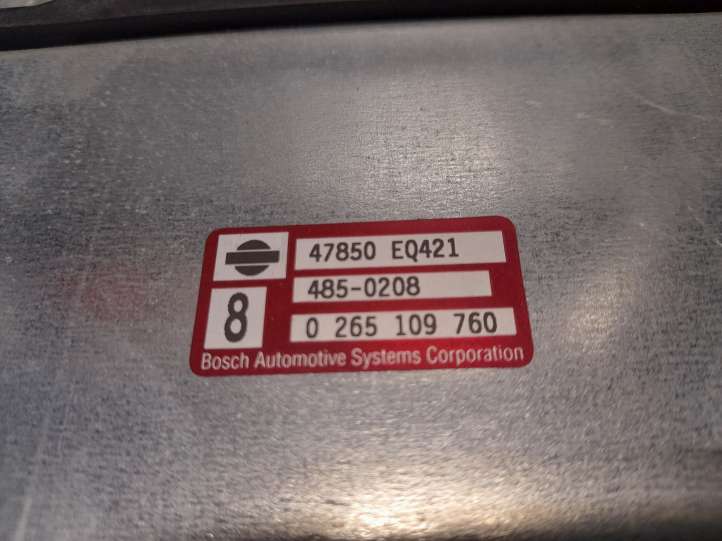 47850 EQ421
485-0208
8
0 265 109 760
Bosch Automotive Systems Corporation